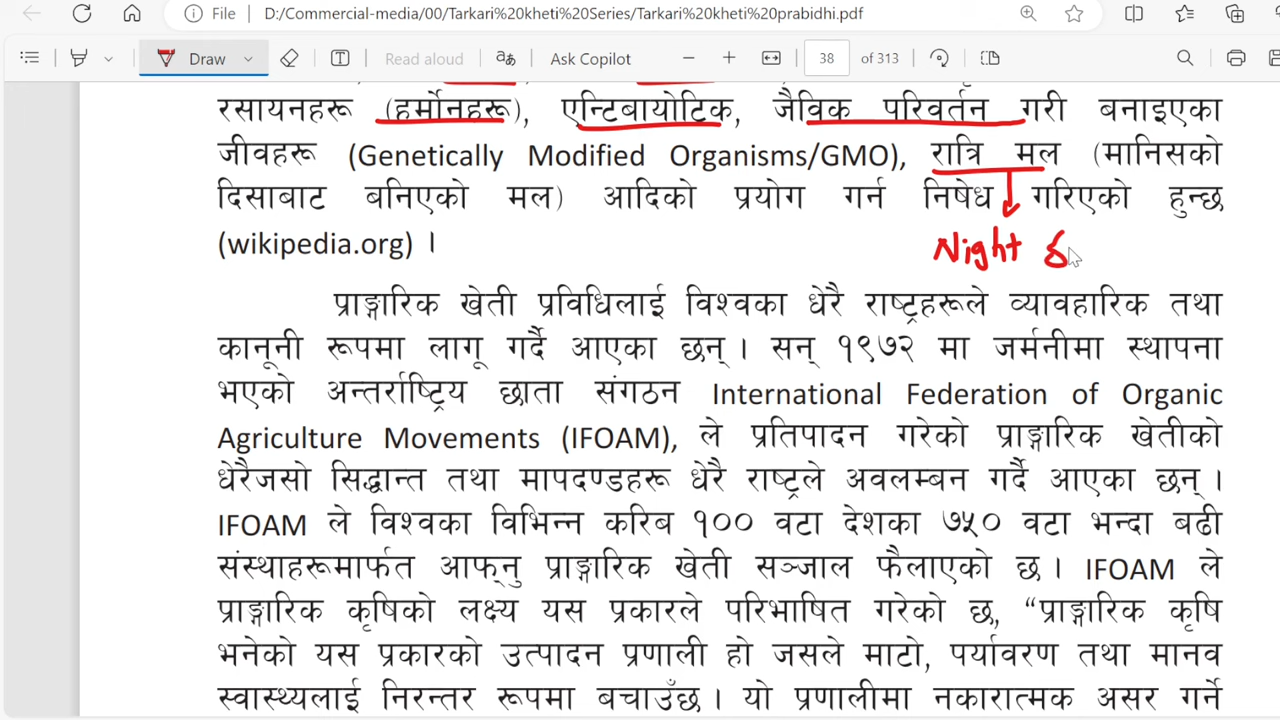 File D:/Commercial-media/00/Tarkari%20kheti%20Series/Tarkari%20kheti%20prabidhi.pdf
Draw Read aloud aあ Ask Copilot 38 of 313
रसायनहरू (हर्मोनहरू), एन्टिबायोटिक, जैविक परिवर्तन गरी बनाइएका
जीवहरू (Genetically Modified Organisms/GMO), रात्रि मल (मानिसको
दिसाबाट बनिएको मल) आदिको प्रयोग गर्न निषेध गरिएको हुन्छ
(wikipedia.org) ।
Night
प्राङ्गारिक खेती प्रविधिलाई विश्वका धेरै राष्ट्रहरूले व्यावहारिक तथा
कानूनी रूपमा लागू गर्दै आएका छन् । सन् १९७२ मा जर्मनीमा स्थापना
भएको अन्तर्राष्ट्रिय छाता संगठन International Federation of Organic
Agriculture Movements (IFOAM), ले प्रतिपादन गरेको प्राङ्गारिक खेतीको
धेरैजसो सिद्धान्त तथा मापदण्डहरू धेरै राष्ट्रले अवलम्बन गर्दै आएका छन् ।
IFOAM ले विश्वका विभिन्न करिब १०० वटा देशका ७५० वटा भन्दा बढी
संस्थाहरूमार्फत आफ्नु प्राङ्गारिक खेती सञ्जाल फैलाएको छ । IFOAM ले
प्राङ्गारिक कृषिको लक्ष्य यस प्रकारले परिभाषित गरेको छ, “प्राङ्गारिक कृषि
भनेको यस प्रकारको उत्पादन प्रणाली हो जसले माटो, पर्यावरण तथा मानव
स्वास्थ्यलाई निरन्तर रूपमा बचाउँछ । यो प्रणालीमा नकारात्मक असर गर्ने